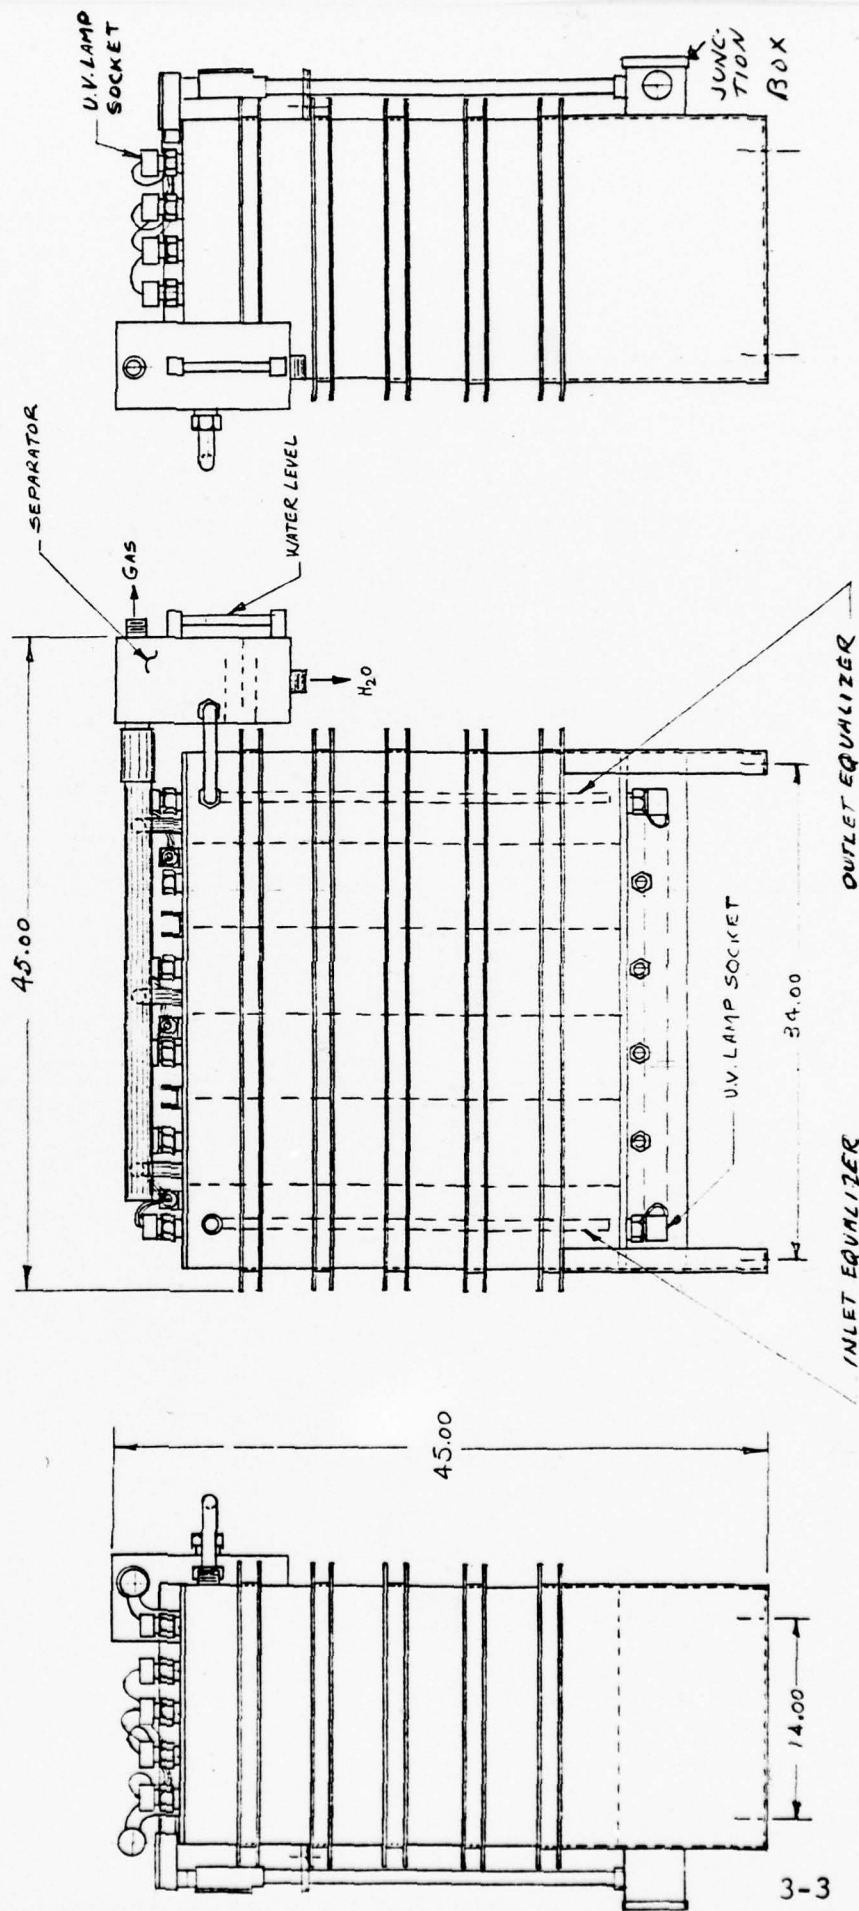 U.V. LAMP
SOCKET
JUNC-
TION
BOX
SEPARATOR
GAS
WATER LEVEL
H2O
45.00
OUTLET EQUALIZER
U.V. LAMP SOCKET
34.00
INLET EQUALIZER
45.00
14.00
3-3